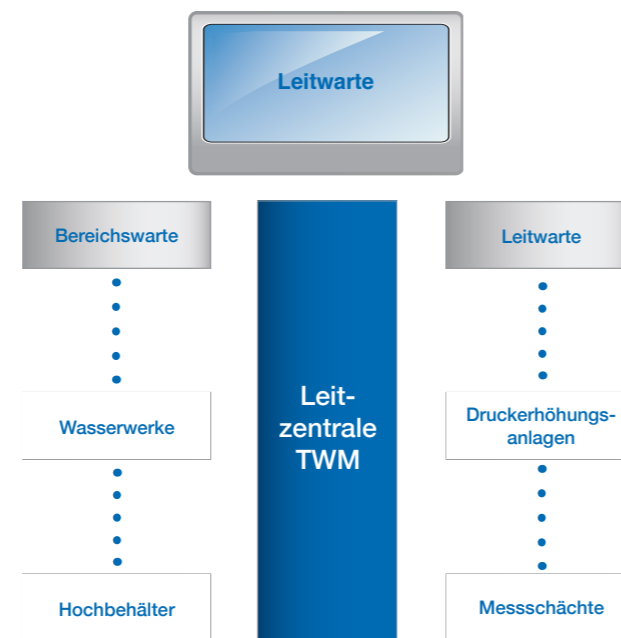 Leitwarte
Bereichswarte
Leitwarte
Leit-
zentrale
TWM
Wasserwerke
Druckerhöhungs-
anlagen
Hochbehälter
Messschächte